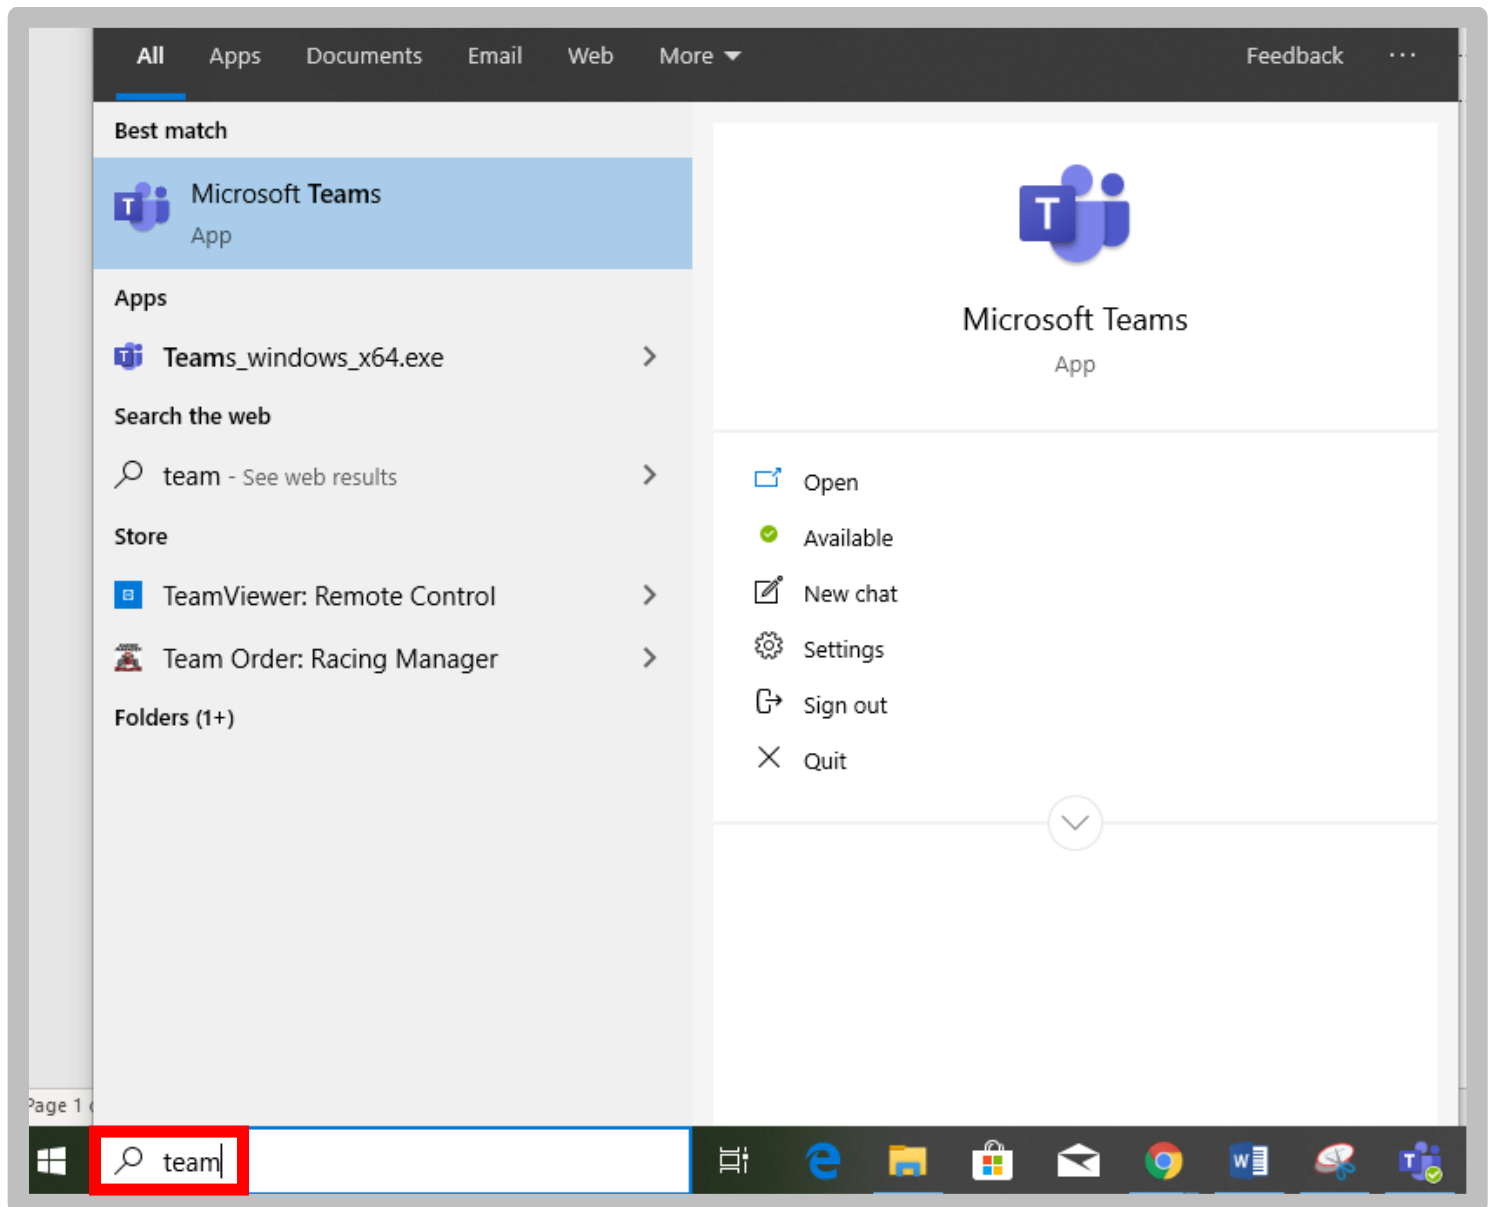 All Apps Documents Email Web More Feedback ...
Best match
Microsoft Teams
App
Apps
Teams_windows_x64.exe
Search the web
team - See web results
Store
TeamViewer: Remote Control
Team Order: Racing Manager
Folders (1+)
T
Microsoft Teams
App
Open
Available
New chat
Settings
Sign out
Quit
Page 1
team